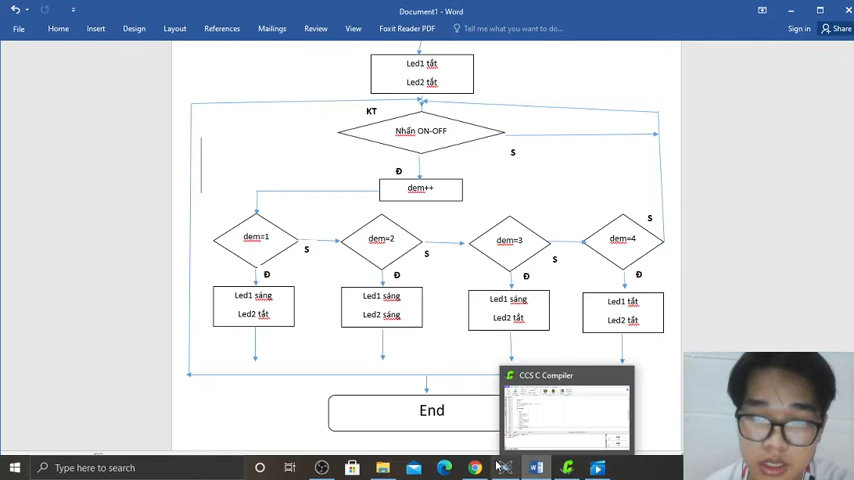 Document1 - Word
Sign in
Share
File
Home
Insert
Design
Layout
References
Mailings
Review
View
Foxit Reader PDF
Tell me what you want to do...
Led1 tắt
Led2 tắt
KT
Nhấn ON-OFF
S
Đ
dem++
S
dem=1
dem=2
dem=3
dem=4
S
S
S
Đ
Đ
Đ
Đ
Led1 sáng
Led2 tắt
Led1 sáng
Led2 sáng
Led1 sáng
Led2 tắt
Led1 tắt
Led2 tắt
CCS C Compiler
End
Type here to search